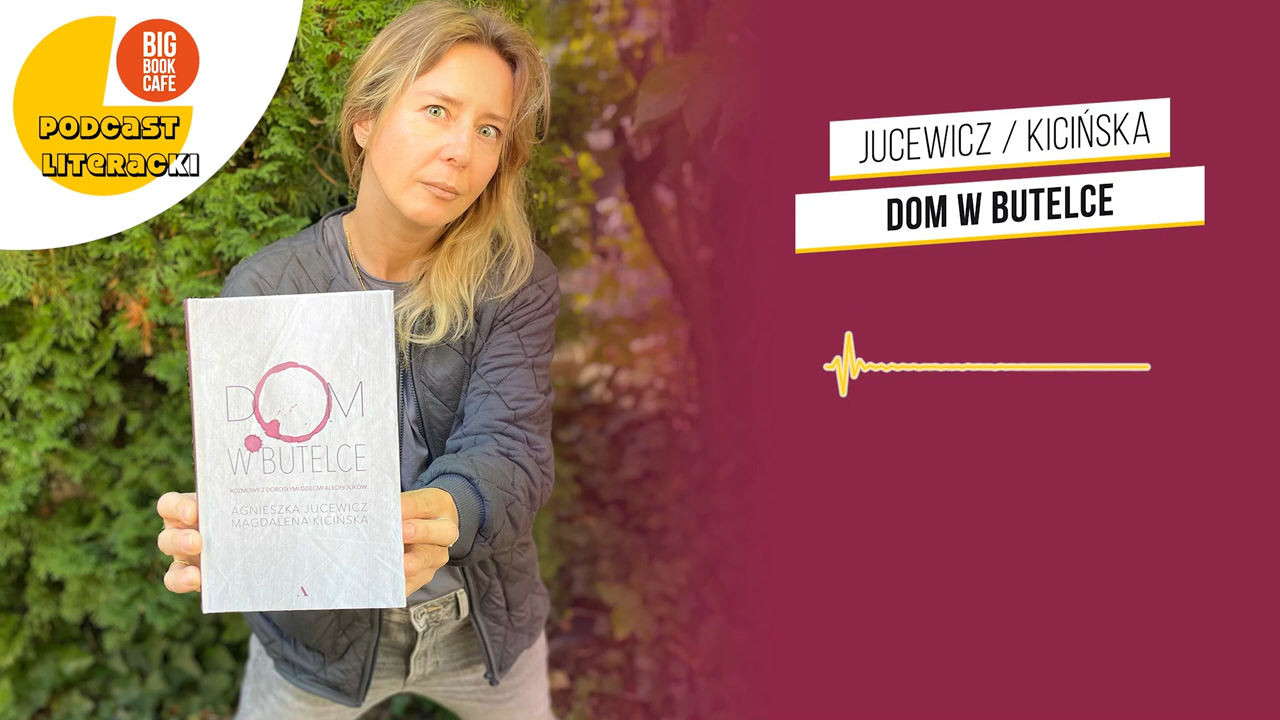 BIG
BOOK
CAFE
PODCAST
LITERACKI
JUCEWICZ / KICIŃSKA
DOM W BUTELCE
DOM
W BUTELCE
ROZMOWY Z DOROSŁYMI DZIEĆMI ALKOHOLIKÓW
AGNIESZKA JUCEWICZ
MAGDALENA KICIŃSKA
A